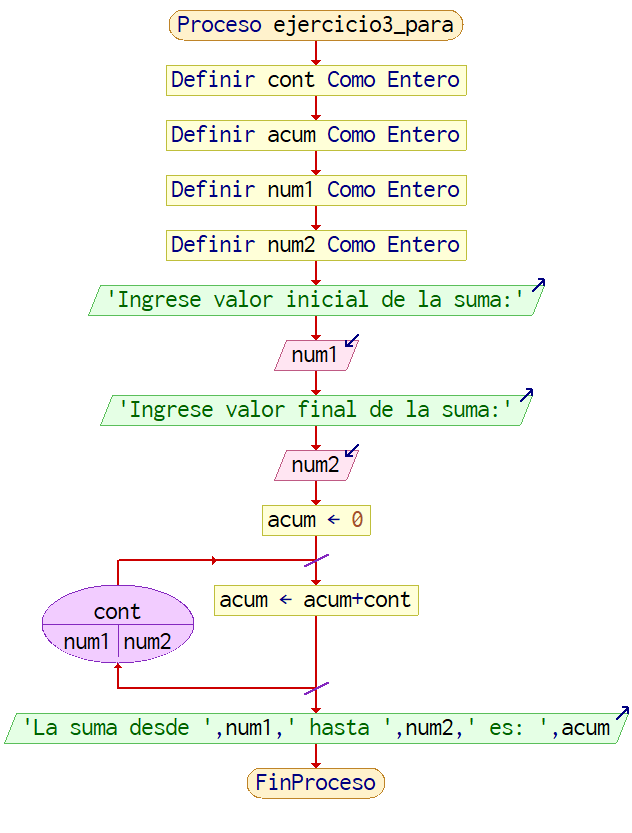 Proceso ejercicio3_para
Definir cont Como Entero
Definir acum Como Entero
Definir num1 Como Entero
Definir num2 Como Entero
'Ingrese valor inicial de la suma:'
num1
'Ingrese valor final de la suma:'
num2
acum ← 0
acum ← acum+cont
cont
num1 num2
'La suma desde ',num1,' hasta ',num2,' es: ',acum
FinProceso